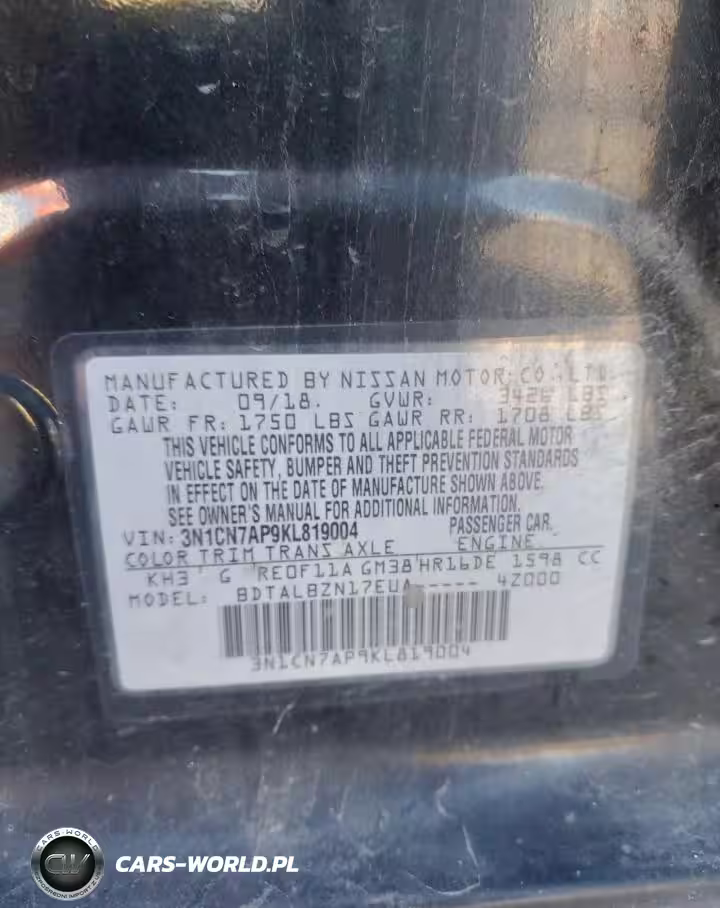 MANUFACTURED BY NISSAN MOTOR CO., LTD.
DATE: 09/18. GVWR: 3426 LBS
GAWR FR: 1750 LBS GAWR RR: 1708 LBS
THIS VEHICLE CONFORMS TO ALL APPLICABLE FEDERAL MOTOR
VEHICLE SAFETY, BUMPER AND THEFT PREVENTION STANDARDS
IN EFFECT ON THE DATE OF MANUFACTURE SHOWN ABOVE.
SEE OWNER'S MANUAL FOR ADDITIONAL INFORMATION.
VIN: 3N1CN7AP9KL819004 PASSENGER CAR
COLOR TRIM TRANS AXLE ENGINE
KH3 G RE0F11A GM38 HR16DE 1598 CC
MODEL: BDTALBZN17EUA ---- 4Z000
3N1CN7AP9KL819004
CARS-WORLD
CW
CARS-WORLD.PL